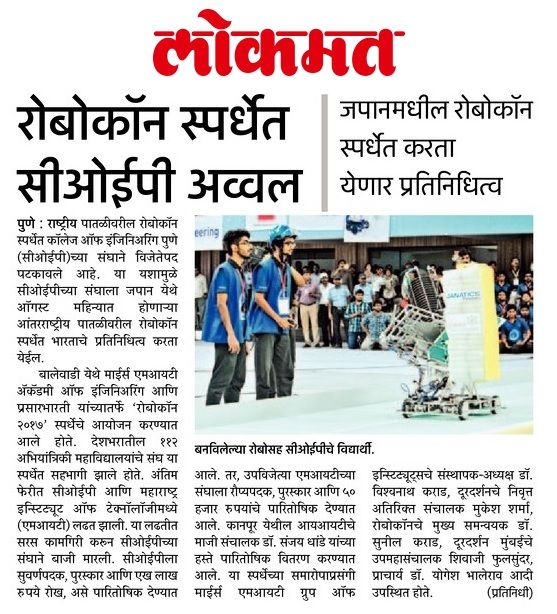 लोकमत
रोबोकॉन स्पर्धेत
सीओईपी अव्वल
जपानमधील रोबोकॉन
स्पर्धेत करता
येणार प्रतिनिधित्व
पुणे : राष्ट्रीय पातळीवरील रोबोकॉन
स्पर्धेत कॉलेज ऑफ इंजिनिअरिंग पुणे
(सीओईपी)च्या संघाने विजेतेपद
पटकावले आहे. या यशामुळे
सीओईपीच्या संघाला जपान येथे
ऑगस्ट महिन्यात होणाऱ्या
आंतरराष्ट्रीय पातळीवरील रोबोकॉन
स्पर्धेत भारताचे प्रतिनिधित्व करता
येईल.
बालेवाडी येथे माईर्स एमआयटी
अ‍ॅकॅडमी ऑफ इंजिनिअरिंग आणि
प्रसारभारती यांच्यातर्फे ‘रोबोकॉन
२०१७’ स्पर्धेचे आयोजन करण्यात
आले होते. देशभरातील ११२
अभियांत्रिकी महाविद्यालयांचे संघ या
स्पर्धेत सहभागी झाले होते. अंतिम
फेरीत सीओईपी आणि महाराष्ट्र
इन्स्टिट्यूट ऑफ टेक्नॉलॉजीमध्ये
(एमआयटी) लढत झाली. या लढतीत
सरस कामगिरी करून सीओईपीच्या
संघाने बाजी मारली. सीओईपीला
सुवर्णपदक, पुरस्कार आणि एख लाख
रुपये रोख, असे पारितोषिक देण्यात
eering
JANATICS
बनविलेल्या रोबोसह सीओईपीचे विद्यार्थी.
आले. तर, उपविजेत्या एमआयटीच्या
संघाला रौप्यपदक, पुरस्कार आणि ५०
हजार रुपयांचे पारितोषिक देण्यात
आले. कानपूर येथील आयआयटीचे
माजी संचालक डॉ. संजय धांडे यांच्या
हस्ते पारितोषिक वितरण करण्यात
आले. या स्पर्धेच्या समारोपाप्रसंगी
माईर्स एमआयटी ग्रुप ऑफ
इन्स्टिट्यूट्सचे संस्थापक-अध्यक्ष डॉ.
विश्वनाथ कराड, दूरदर्शनचे निवृत्त
अतिरिक्त संचालक मुकेश शर्मा,
रोबोकॉनचे मुख्य समन्वयक डॉ.
सुनील कराड, दूरदर्शन मुंबईचे
उपमहासंचालक शिवाजी फुलसुंदर,
प्राचार्य डॉ. योगेश भालेराव आदी
उपस्थित होते. (प्रतिनिधी)